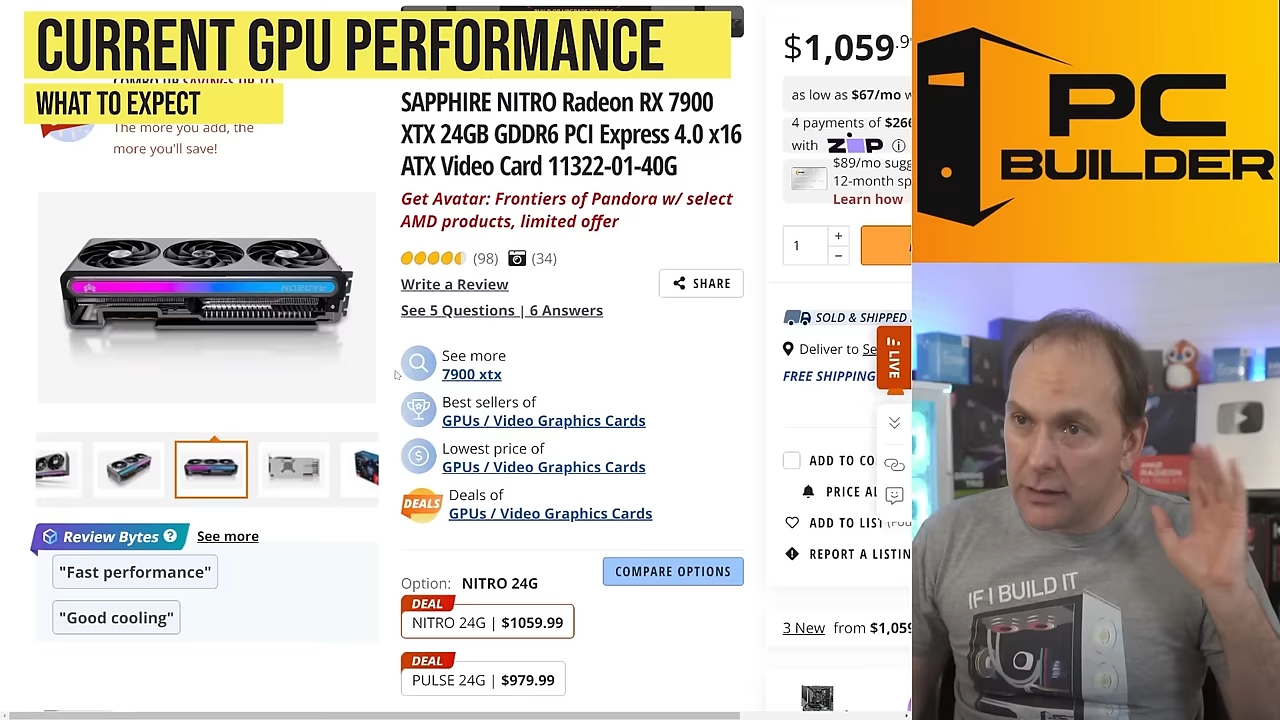 CURRENT GPU PERFORMANCE
WHAT TO EXPECT
The more you add, the
more you'll save!
SAPPHIRE NITRO Radeon RX 7900
XTX 24GB GDDR6 PCI Express 4.0 x16
ATX Video Card 11322-01-40G
Get Avatar: Frontiers of Pandora w/ select
AMD products, limited offer
(98) (34)
Write a Review
SHARE
See 5 Questions | 6 Answers
See more
7900 xtx
Best sellers of
GPUs / Video Graphics Cards
Lowest price of
GPUs / Video Graphics Cards
DEALS
Deals of
GPUs / Video Graphics Cards
Review Bytes ?
See more
"Fast performance"
"Good cooling"
Option: NITRO 24G
COMPARE OPTIONS
DEAL
NITRO 24G | $1059.99
DEAL
PULSE 24G | $979.99
$1,059.9
as low as $67/mo w
4 payments of $26
with ZIP
$89/mo sugg
12-month sp
Learn how
1
+
−
SOLD & SHIPPED
Deliver to Se
FREE SHIPPING
LIVE
ADD TO CO
PRICE AL
ADD TO LIST (Fou
REPORT A LISTIN
3 New from $1,059
PC
BUILDER
IF I BUILD IT